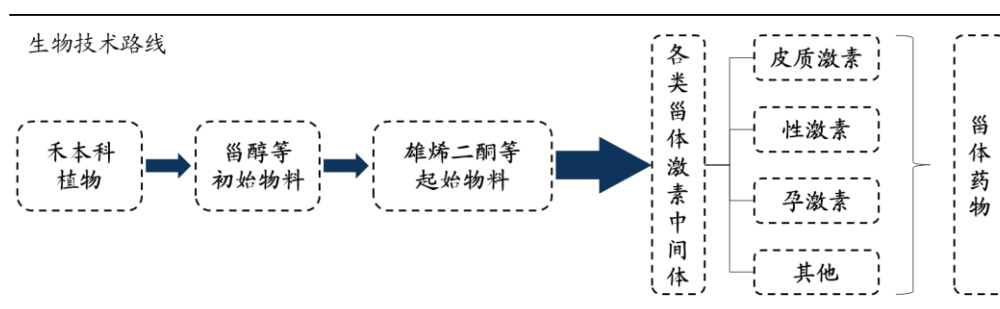 生物技术路线
禾本科
植物
甾醇等
初始物料
雄烯二酮等
起始物料
各类甾体激素中间体
皮质激素
性激素
孕激素
其他
甾体药物